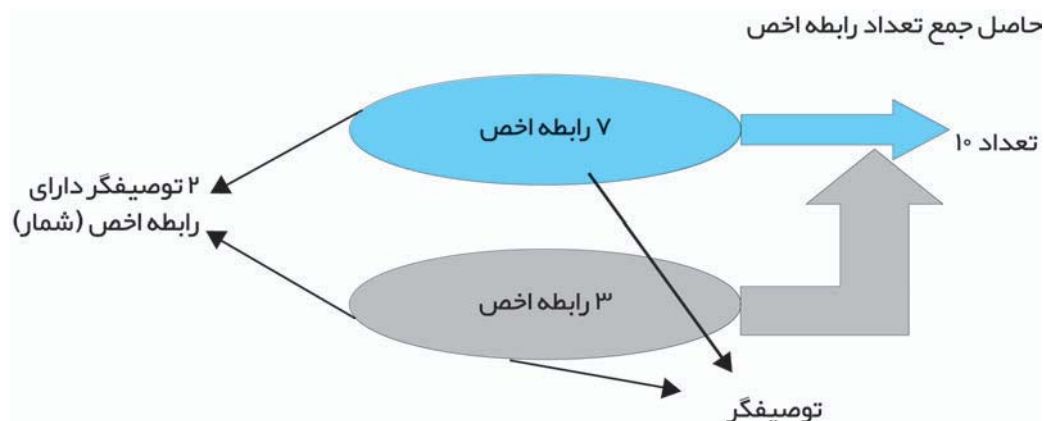 حاصل جمع تعداد رابطه اخص
۷ رابطه اخص
تعداد ۱۰
۲ توصیفگر دارای
رابطه اخص (شمار)
۳ رابطه اخص
توصیفگر